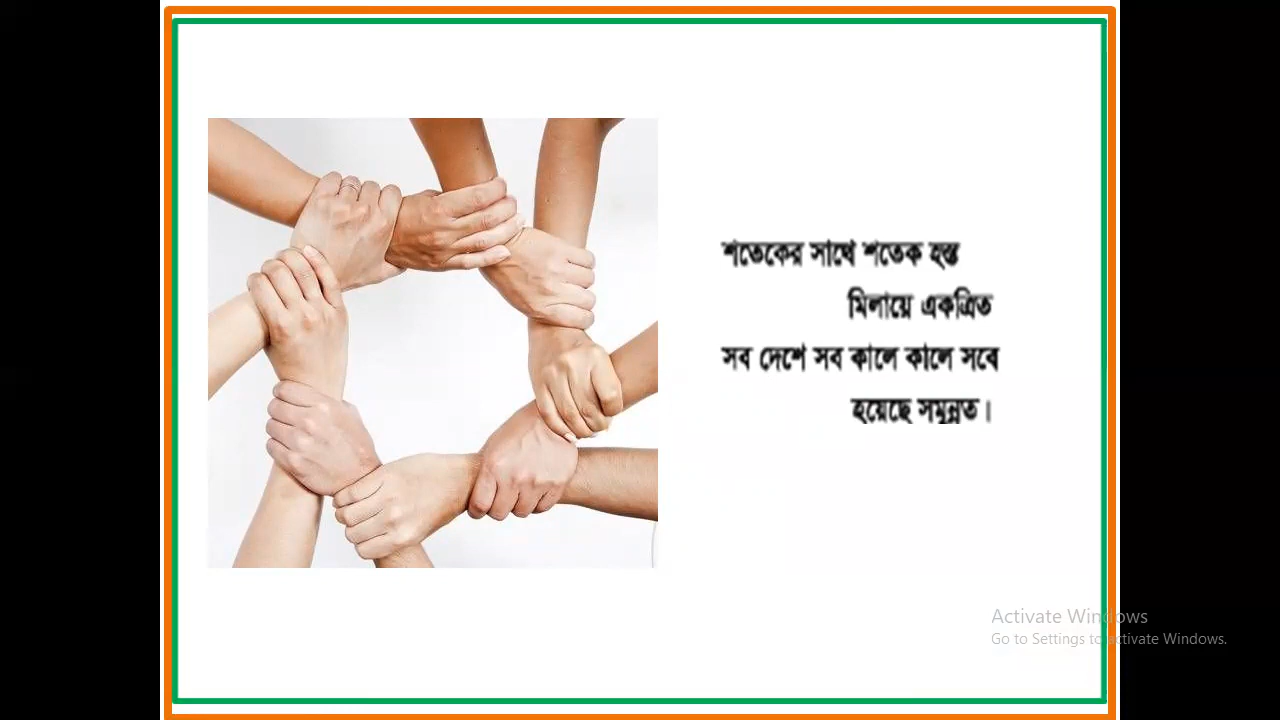 শতেকের সাথে শতেক হস্ত
মিলায়ে একত্রিত
সব দেশে সব কালে কালে সবে
হয়েছে সমুন্নত।
Activate Windows
Go to Settings to activate Windows.